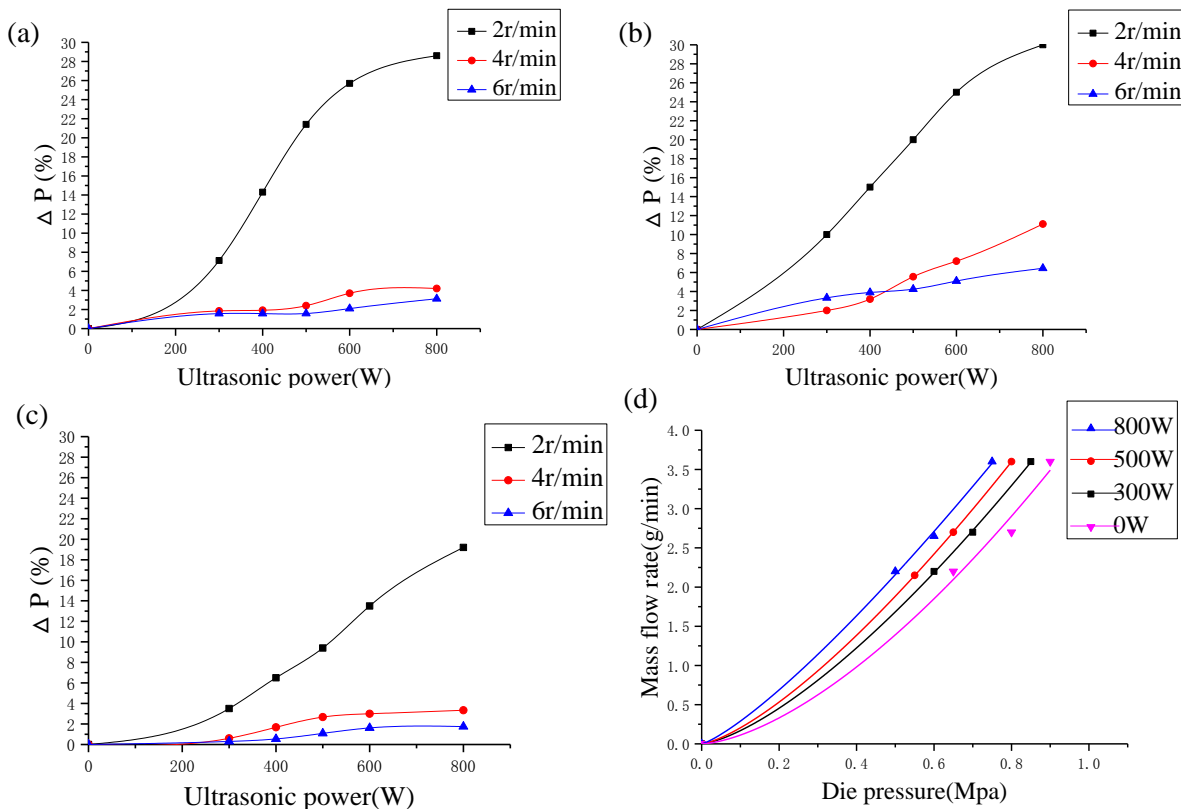 (a)
2r/min
4r/min
6r/min
30
28
26
24
22
20
18
16
14
12
10
8
6
4
2
0
Δ P (%)
0 200 400 600 800
Ultrasonic power(W)
(b)
2r/min
4r/min
6r/min
30
28
26
24
22
20
18
16
14
12
10
8
6
4
2
0
Δ P (%)
0 200 400 600 800
Ultrasonic power(W)
(c)
2r/min
4r/min
6r/min
30
28
26
24
22
20
18
16
14
12
10
8
6
4
2
0
Δ P (%)
0 200 400 600 800
Ultrasonic power(W)
(d)
800W
500W
300W
0W
4.0
3.5
3.0
2.5
2.0
1.5
1.0
0.5
0.0
Mass flow rate(g/min)
0.0 0.2 0.4 0.6 0.8 1.0
Die pressure(Mpa)